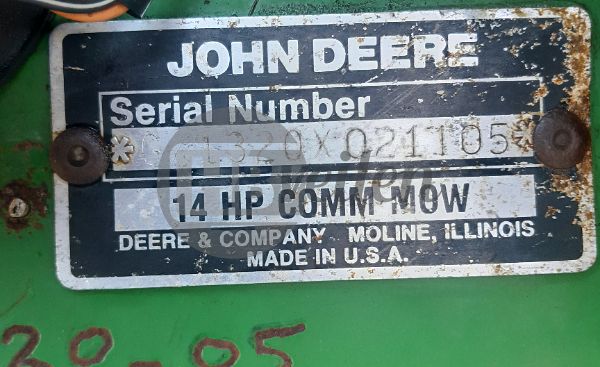 JOHN DEERE
Serial Number
1320X021105*
14 HP COMM MOW
DEERE & COMPANY MOLINE, ILLINOIS
MADE IN U.S.A.
20-05